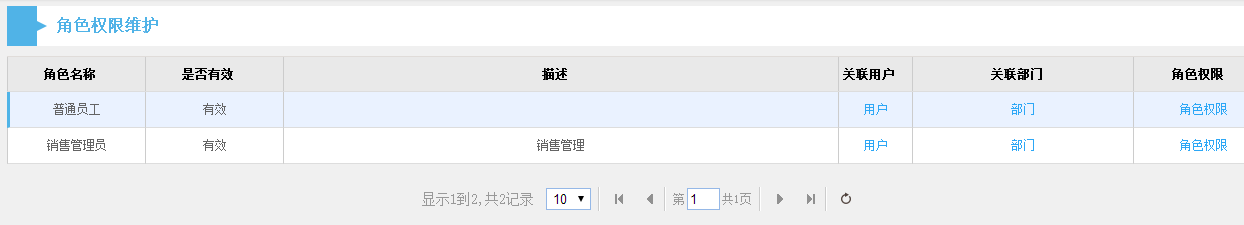 角色权限维护
角色名称 是否有效 描述 关联用户 关联部门 角色权限
普通员工 有效 用户 部门 角色权限
销售管理员 有效 销售管理 用户 部门 角色权限
显示1到2,共2记录 10 第 1 共1页